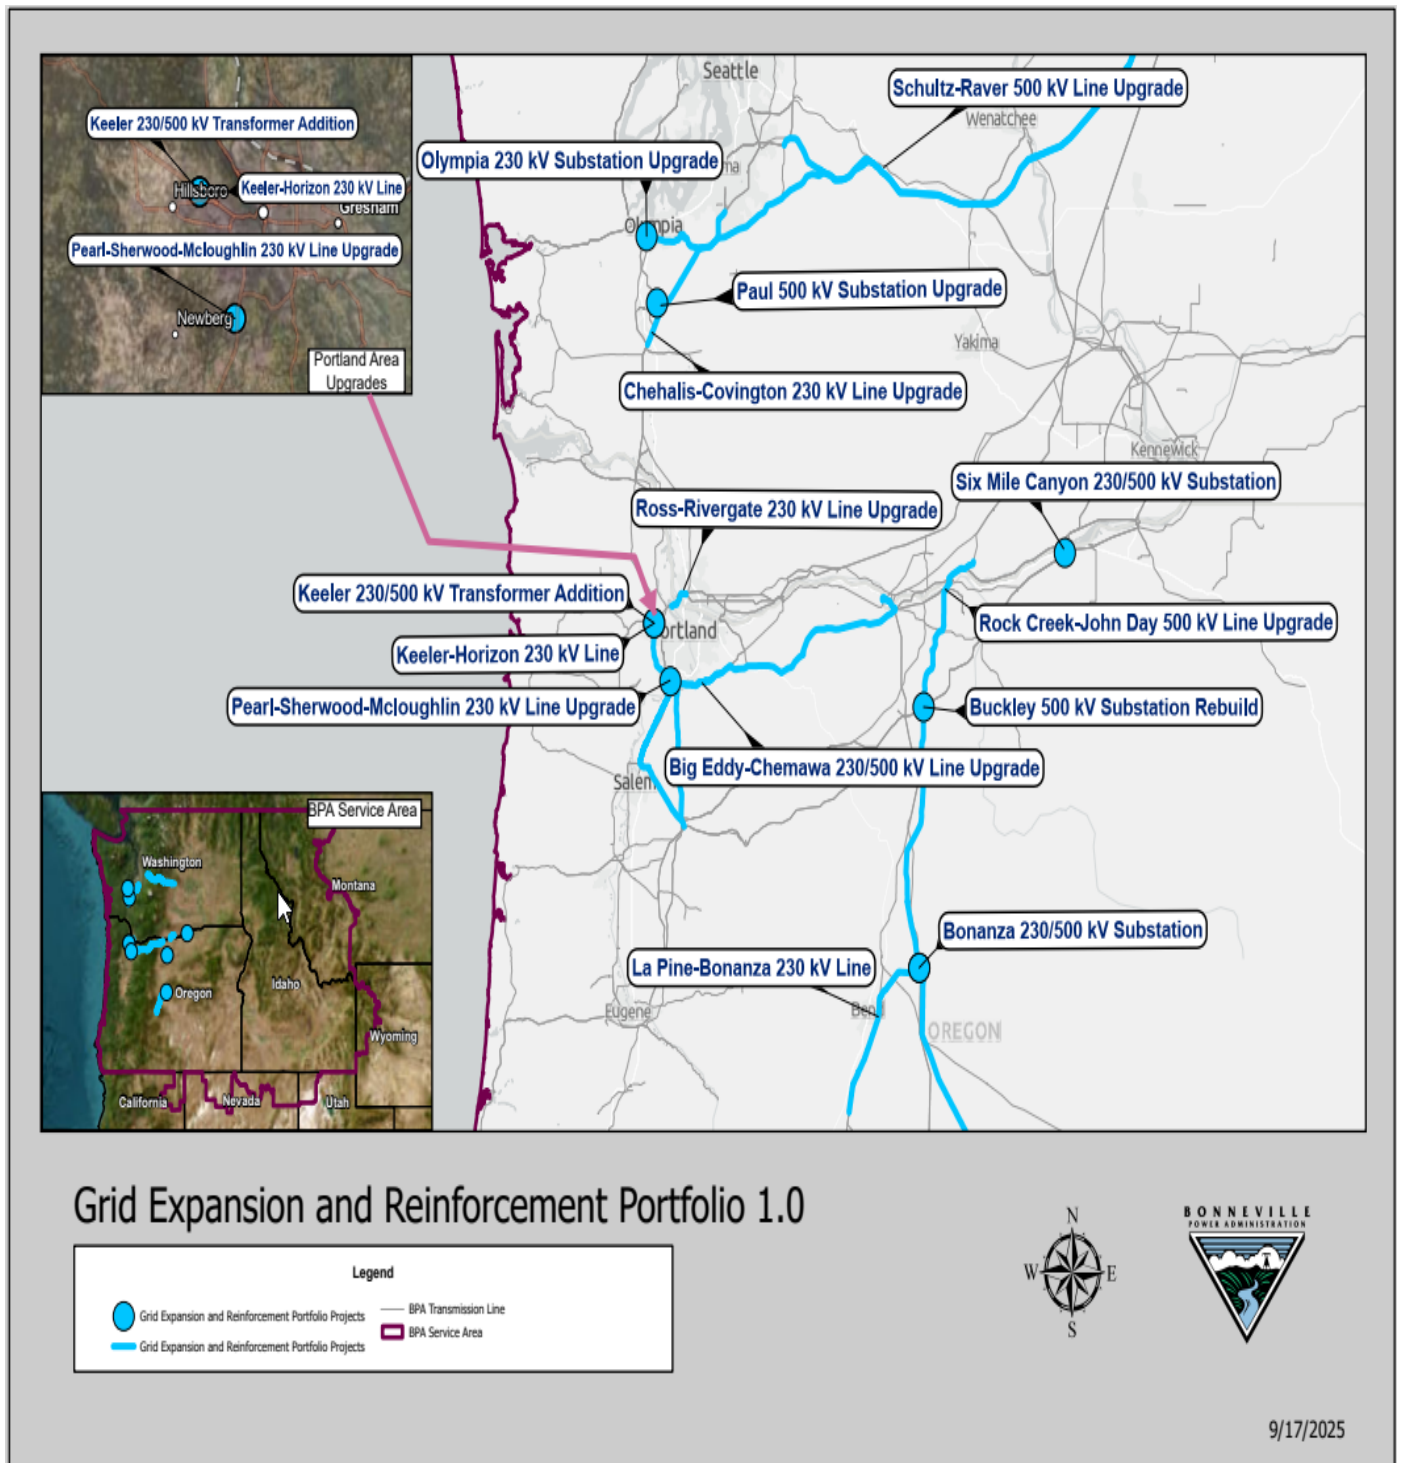 Keeler 230/500 kV Transformer Addition
Hillsboro
Keeler-Horizon 230 kV Line
Gresham
Pearl-Sherwood-Mcloughlin 230 kV Line Upgrade
Newberg
Portland Area
Upgrades
Seattle
Schultz-Raver 500 kV Line Upgrade
Wenatchee
Olympia 230 kV Substation Upgrade
ma
Olympia
Paul 500 kV Substation Upgrade
Yakima
Chehalis-Covington 230 kV Line Upgrade
Kennewick
Six Mile Canyon 230/500 kV Substation
Ross-Rivergate 230 kV Line Upgrade
Keeler 230/500 kV Transformer Addition
ortland
Rock Creek-John Day 500 kV Line Upgrade
Keeler-Horizon 230 kV Line
Pearl-Sherwood-Mcloughlin 230 kV Line Upgrade
Buckley 500 kV Substation Rebuild
Big Eddy-Chemawa 230/500 kV Line Upgrade
Salem
BPA Service Area
Washington
Montana
Oregon
Idaho
Wyoming
California
Nevada
Utah
Bonanza 230/500 kV Substation
La Pine-Bonanza 230 kV Line
Eugene
Bend
OREGON
Grid Expansion and Reinforcement Portfolio 1.0
Legend
Grid Expansion and Reinforcement Portfolio Projects
Grid Expansion and Reinforcement Portfolio Projects
BPA Transmission Line
BPA Service Area
N
W
E
S
BONNEVILLE
POWER ADMINISTRATION
9/17/2025